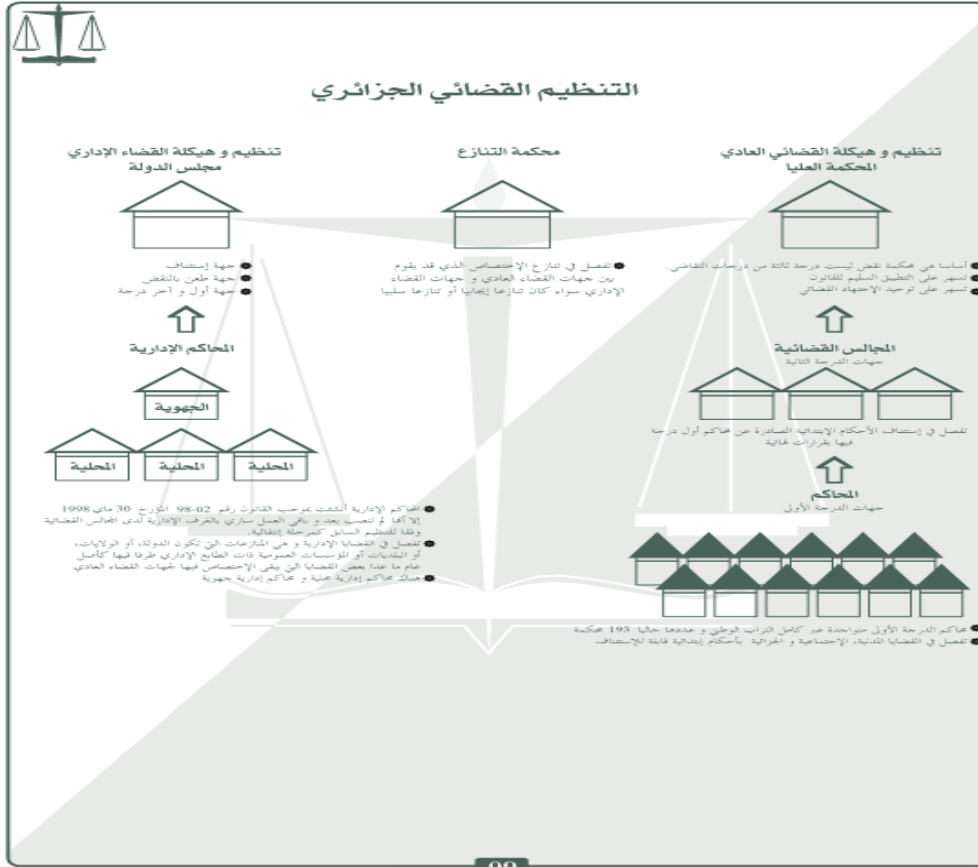 التنظيم القضائي الجزائري
تنظيم و هيكلة القضائي العادي
المحكمة العليا
أساسا هي محكمة نقض ليست درجة ثالثة من درجات التقاضي.
تسهر على التطبيق السليم للقانون
تسهر على توحيد الإجتهاد القضائي
المجالس القضائية
جهات الدرجة الثانية
تفصل في إستئناف الأحكام الإبتدائية الصادرة عن محاكم أول درجة
فيها بقرارات نهائية
المحاكم
جهات الدرجة الأولى
محاكم الدرجة الأولى متواجدة عبر كامل التراب الوطني و عددها حاليا 193 محكمة
تفصل في القضايا المدنية، الإجتماعية و الجزائية بأحكام إبتدائية قابلة للإستئناف.
محكمة التنازع
تفصل في تنازع الإختصاص الذي قد يقوم
بين جهات القضاء العادي و جهات القضاء
الإداري سواء كان تنازعا إيجابيا أو تنازعا سلبيا
تنظيم و هيكلة القضاء الإداري
مجلس الدولة
جهة إستئناف
جهة طعن بالنقض
جهة أول و آخر درجة
المحاكم الإدارية
الجهوية
المحلية
المحلية
المحلية
المحاكم الإدارية أنشئت بموجب القانون رقم 02-98 المؤرخ 30 ماي 1998
إلا أنها لم تنصب بعد و باقي العمل ساري بالغرف الإدارية لدى المجالس القضائية
وفقا للتنظيم السابق كمرحلة إنتقالية.
تفصل في القضايا الإدارية و هي المنازعات التي تكون الدولة، أو الولايات،
أو البلديات أو المؤسسات العمومية ذات الطابع الإداري طرفا فيها كأصل
عام ما عدا بعض القضايا التي يبقى الإختصاص فيها لجهات القضاء العادي
هناك محاكم إدارية محلية و محاكم إدارية جهوية